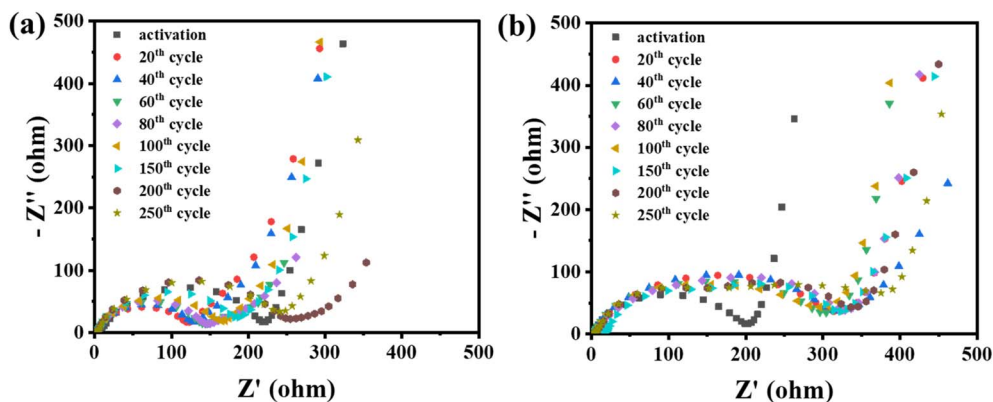 (a)
500
400
300
200
100
0
- Z'' (ohm)
activation
20th cycle
40th cycle
60th cycle
80th cycle
100th cycle
150th cycle
200th cycle
250th cycle
0 100 200 300 400 500
Z' (ohm)
(b)
500
400
300
200
100
0
- Z'' (ohm)
activation
20th cycle
40th cycle
60th cycle
80th cycle
100th cycle
150th cycle
200th cycle
250th cycle
0 100 200 300 400 500
Z' (ohm)